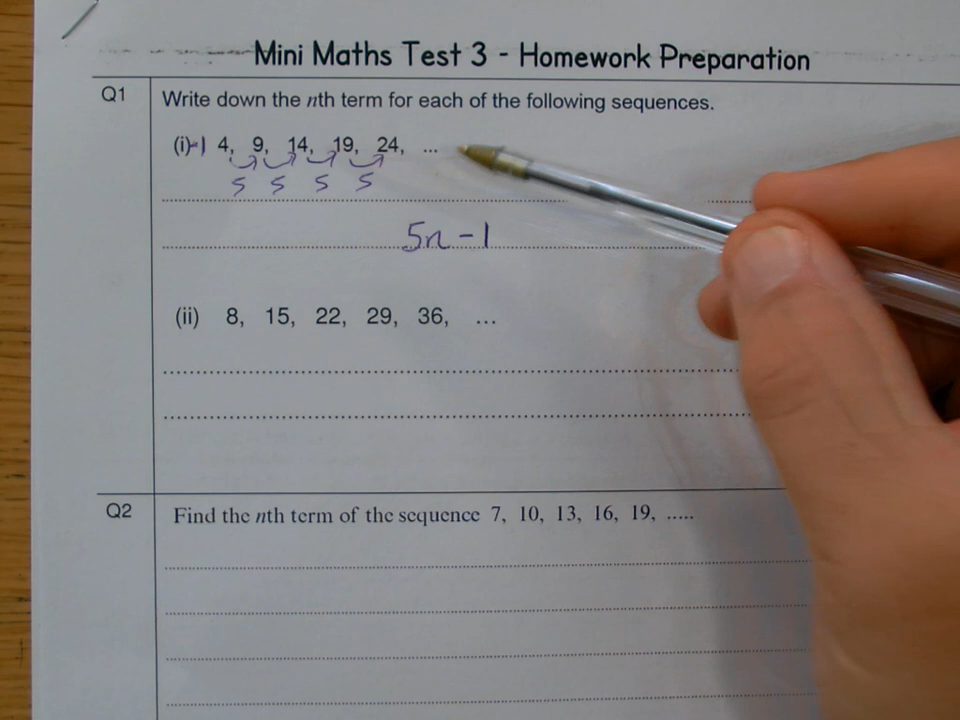 Mini Maths Test 3 - Homework Preparation
Q1 Write down the nth term for each of the following sequences.
(i) -1 4, 9, 14, 19, 24, ...
5 5 5 5
5n - 1
(ii) 8, 15, 22, 29, 36, ...
Q2 Find the nth term of the sequence 7, 10, 13, 16, 19, .....